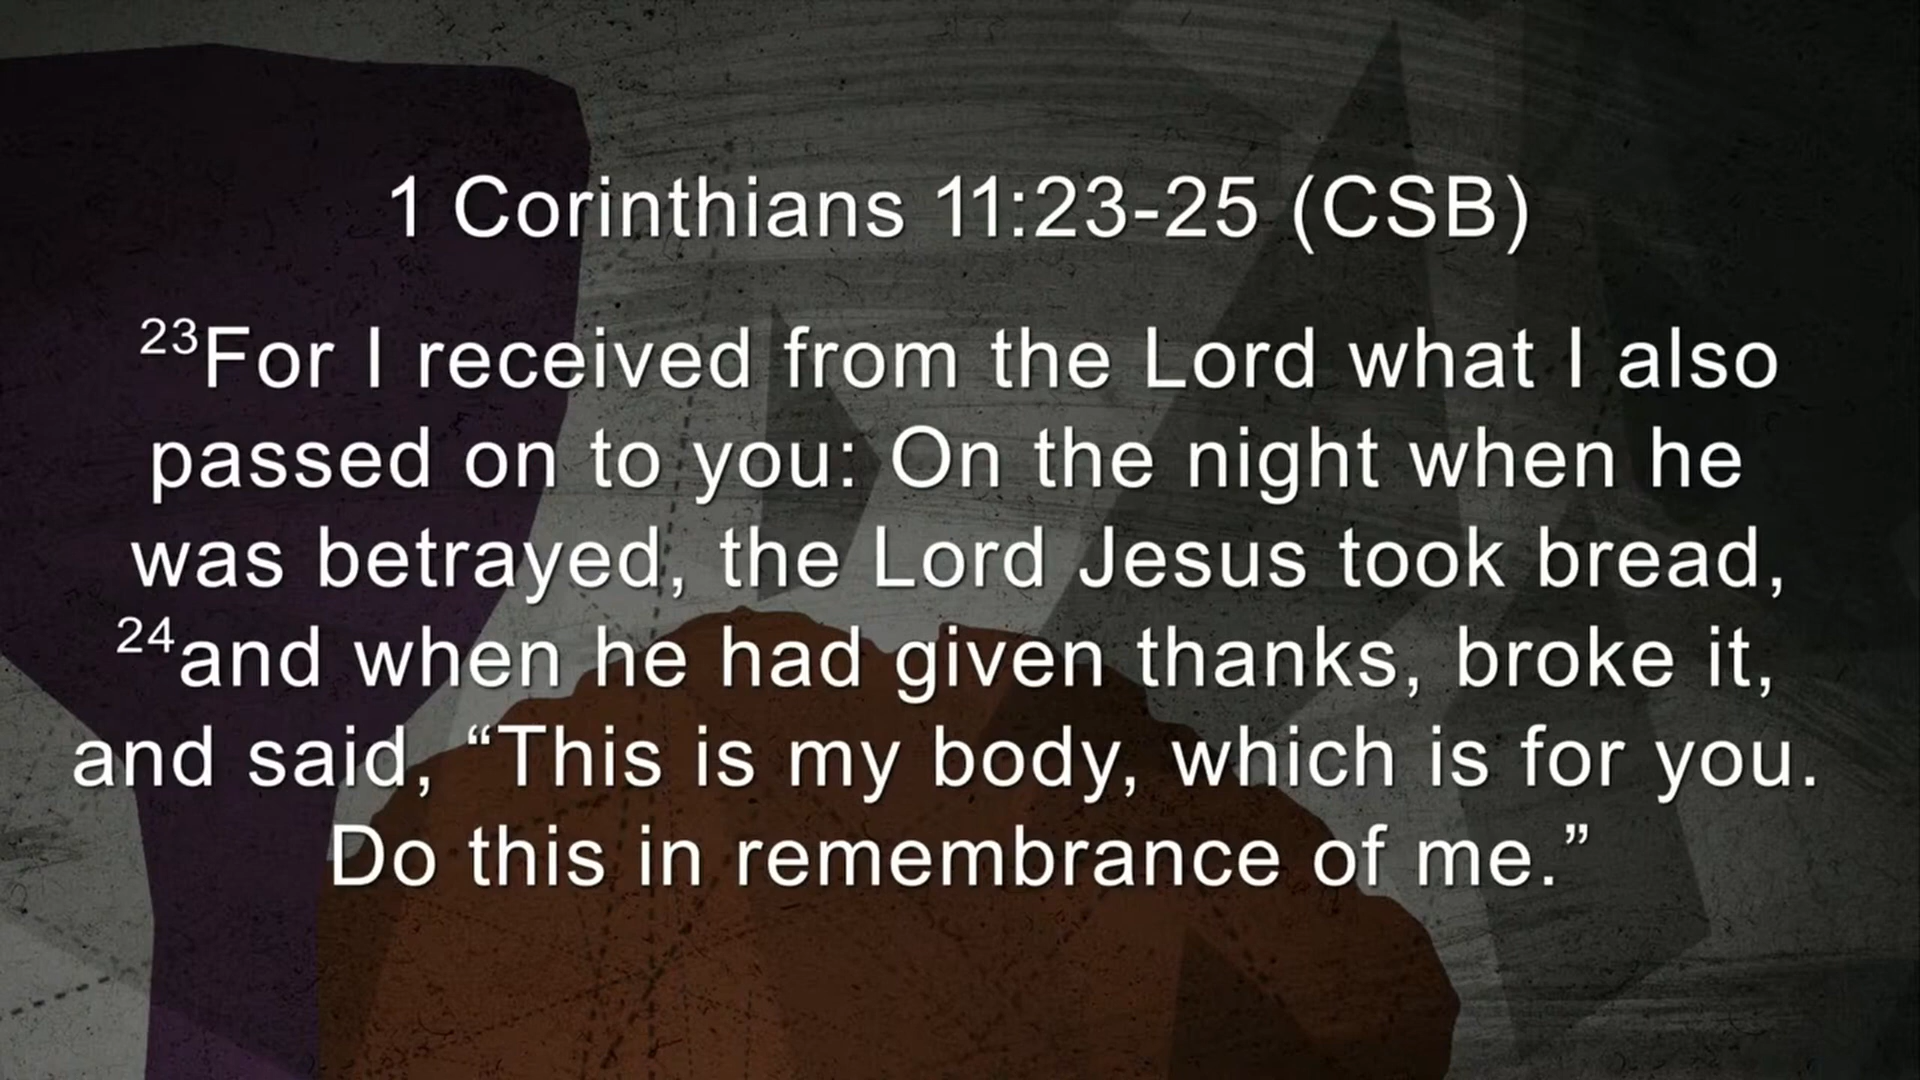 1 Corinthians 11:23-25 (CSB)
²³For I received from the Lord what I also
passed on to you: On the night when he
was betrayed, the Lord Jesus took bread,
²⁴and when he had given thanks, broke it,
and said, “This is my body, which is for you.
Do this in remembrance of me.”